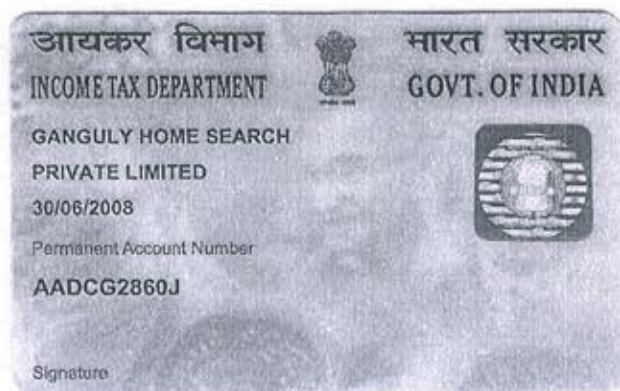 आयकर विभाग
भारत सरकार
INCOME TAX DEPARTMENT
GOVT. OF INDIA
GANGULY HOME SEARCH
PRIVATE LIMITED
30/06/2008
Permanent Account Number
AADCG2860J
Signature